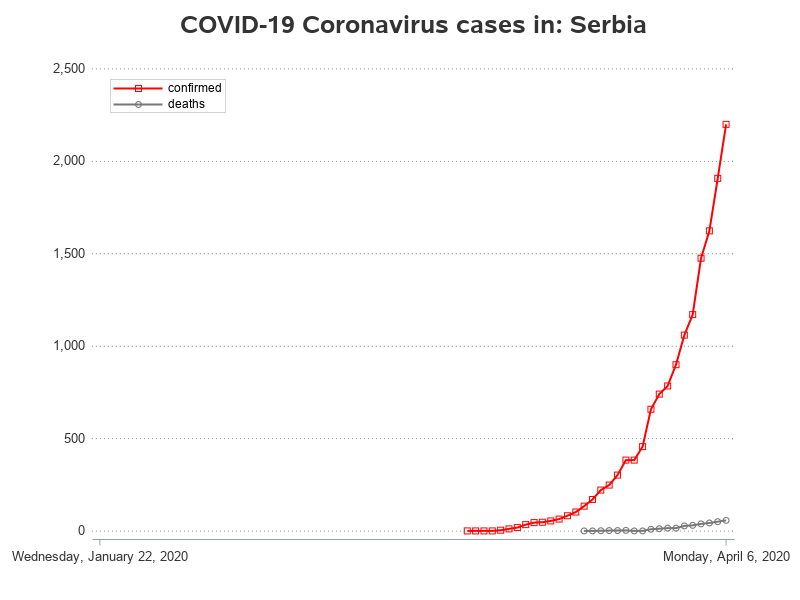 COVID-19 Coronavirus cases in: Serbia
2,500
confirmed
deaths
2,000
1,500
1,000
500
0
Wednesday, January 22, 2020
Monday, April 6, 2020